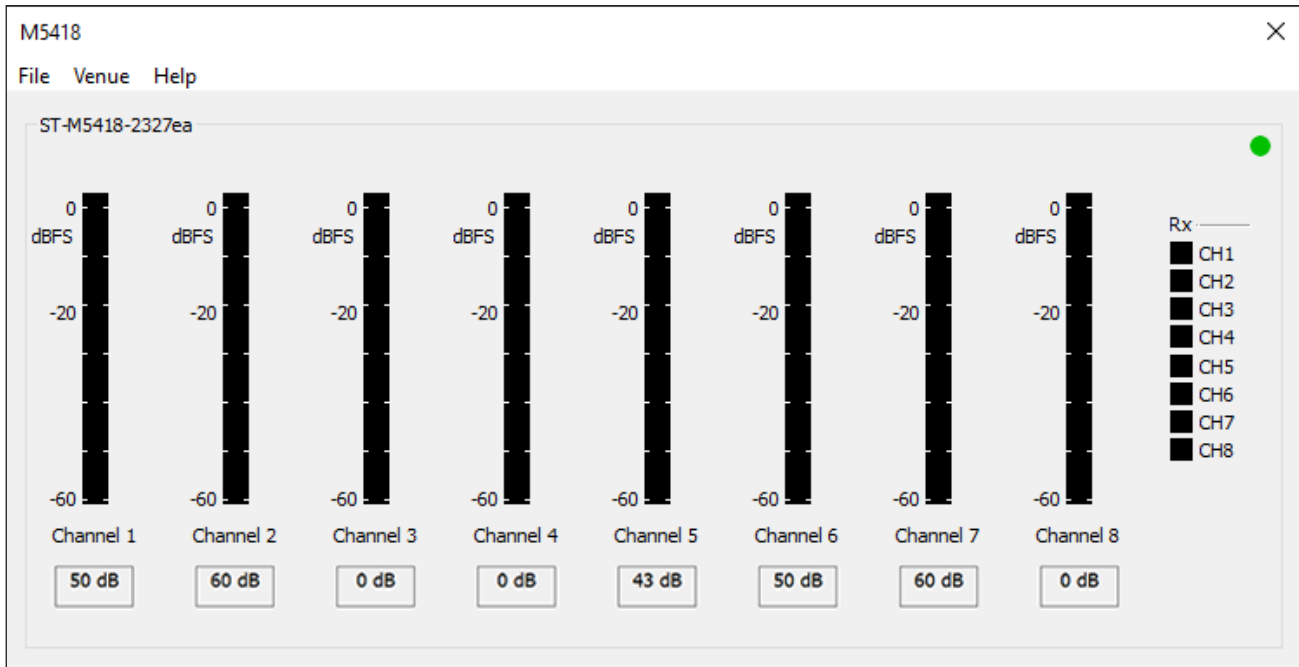 M5418
File Venue Help
ST-M5418-2327ea
0 0 0 0 0 0 0 0
dBFS dBFS dBFS dBFS dBFS dBFS dBFS dBFS
-20 -20 -20 -20 -20 -20 -20 -20
-60 -60 -60 -60 -60 -60 -60 -60
Channel 1 Channel 2 Channel 3 Channel 4 Channel 5 Channel 6 Channel 7 Channel 8
50 dB 60 dB 0 dB 0 dB 43 dB 50 dB 60 dB 0 dB
Rx
CH1
CH2
CH3
CH4
CH5
CH6
CH7
CH8